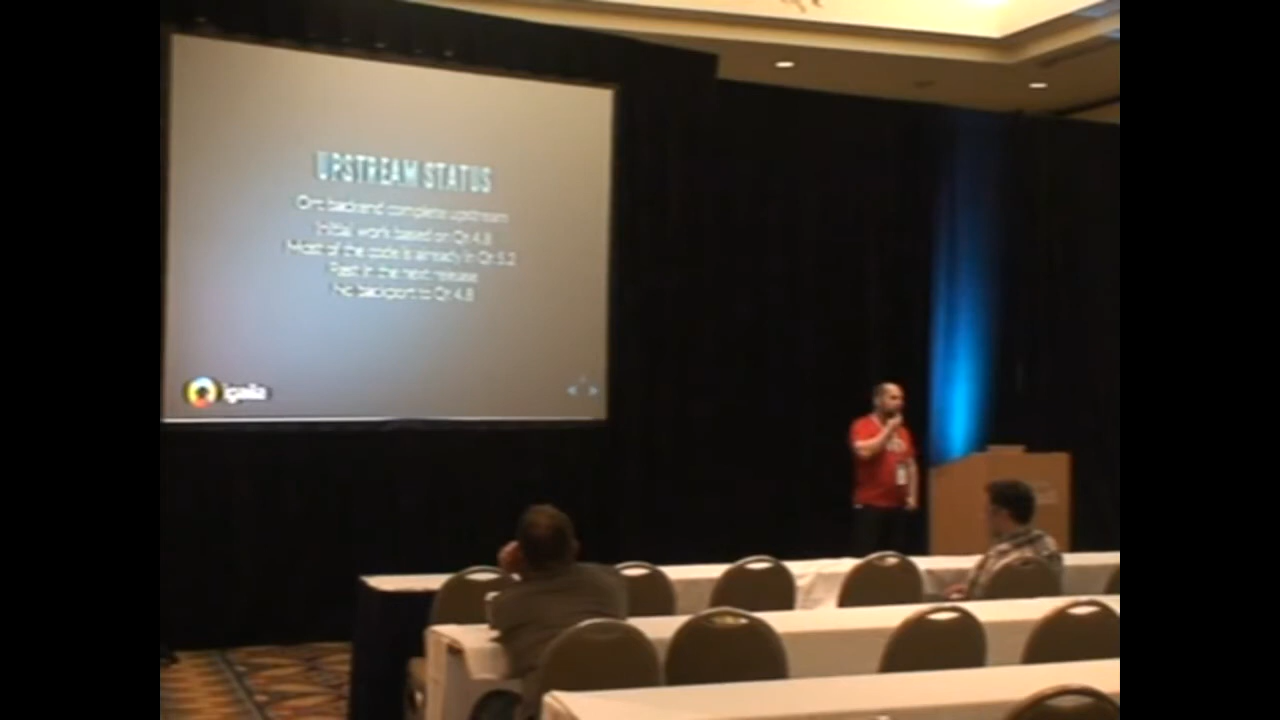 UPSTREAM STATUS
Orc backend complete upstream
Initial work based on Qt 4.8
Most of the code is already in Qt 5.2
Rest in the next release
No backport to Qt 4.8
igalia